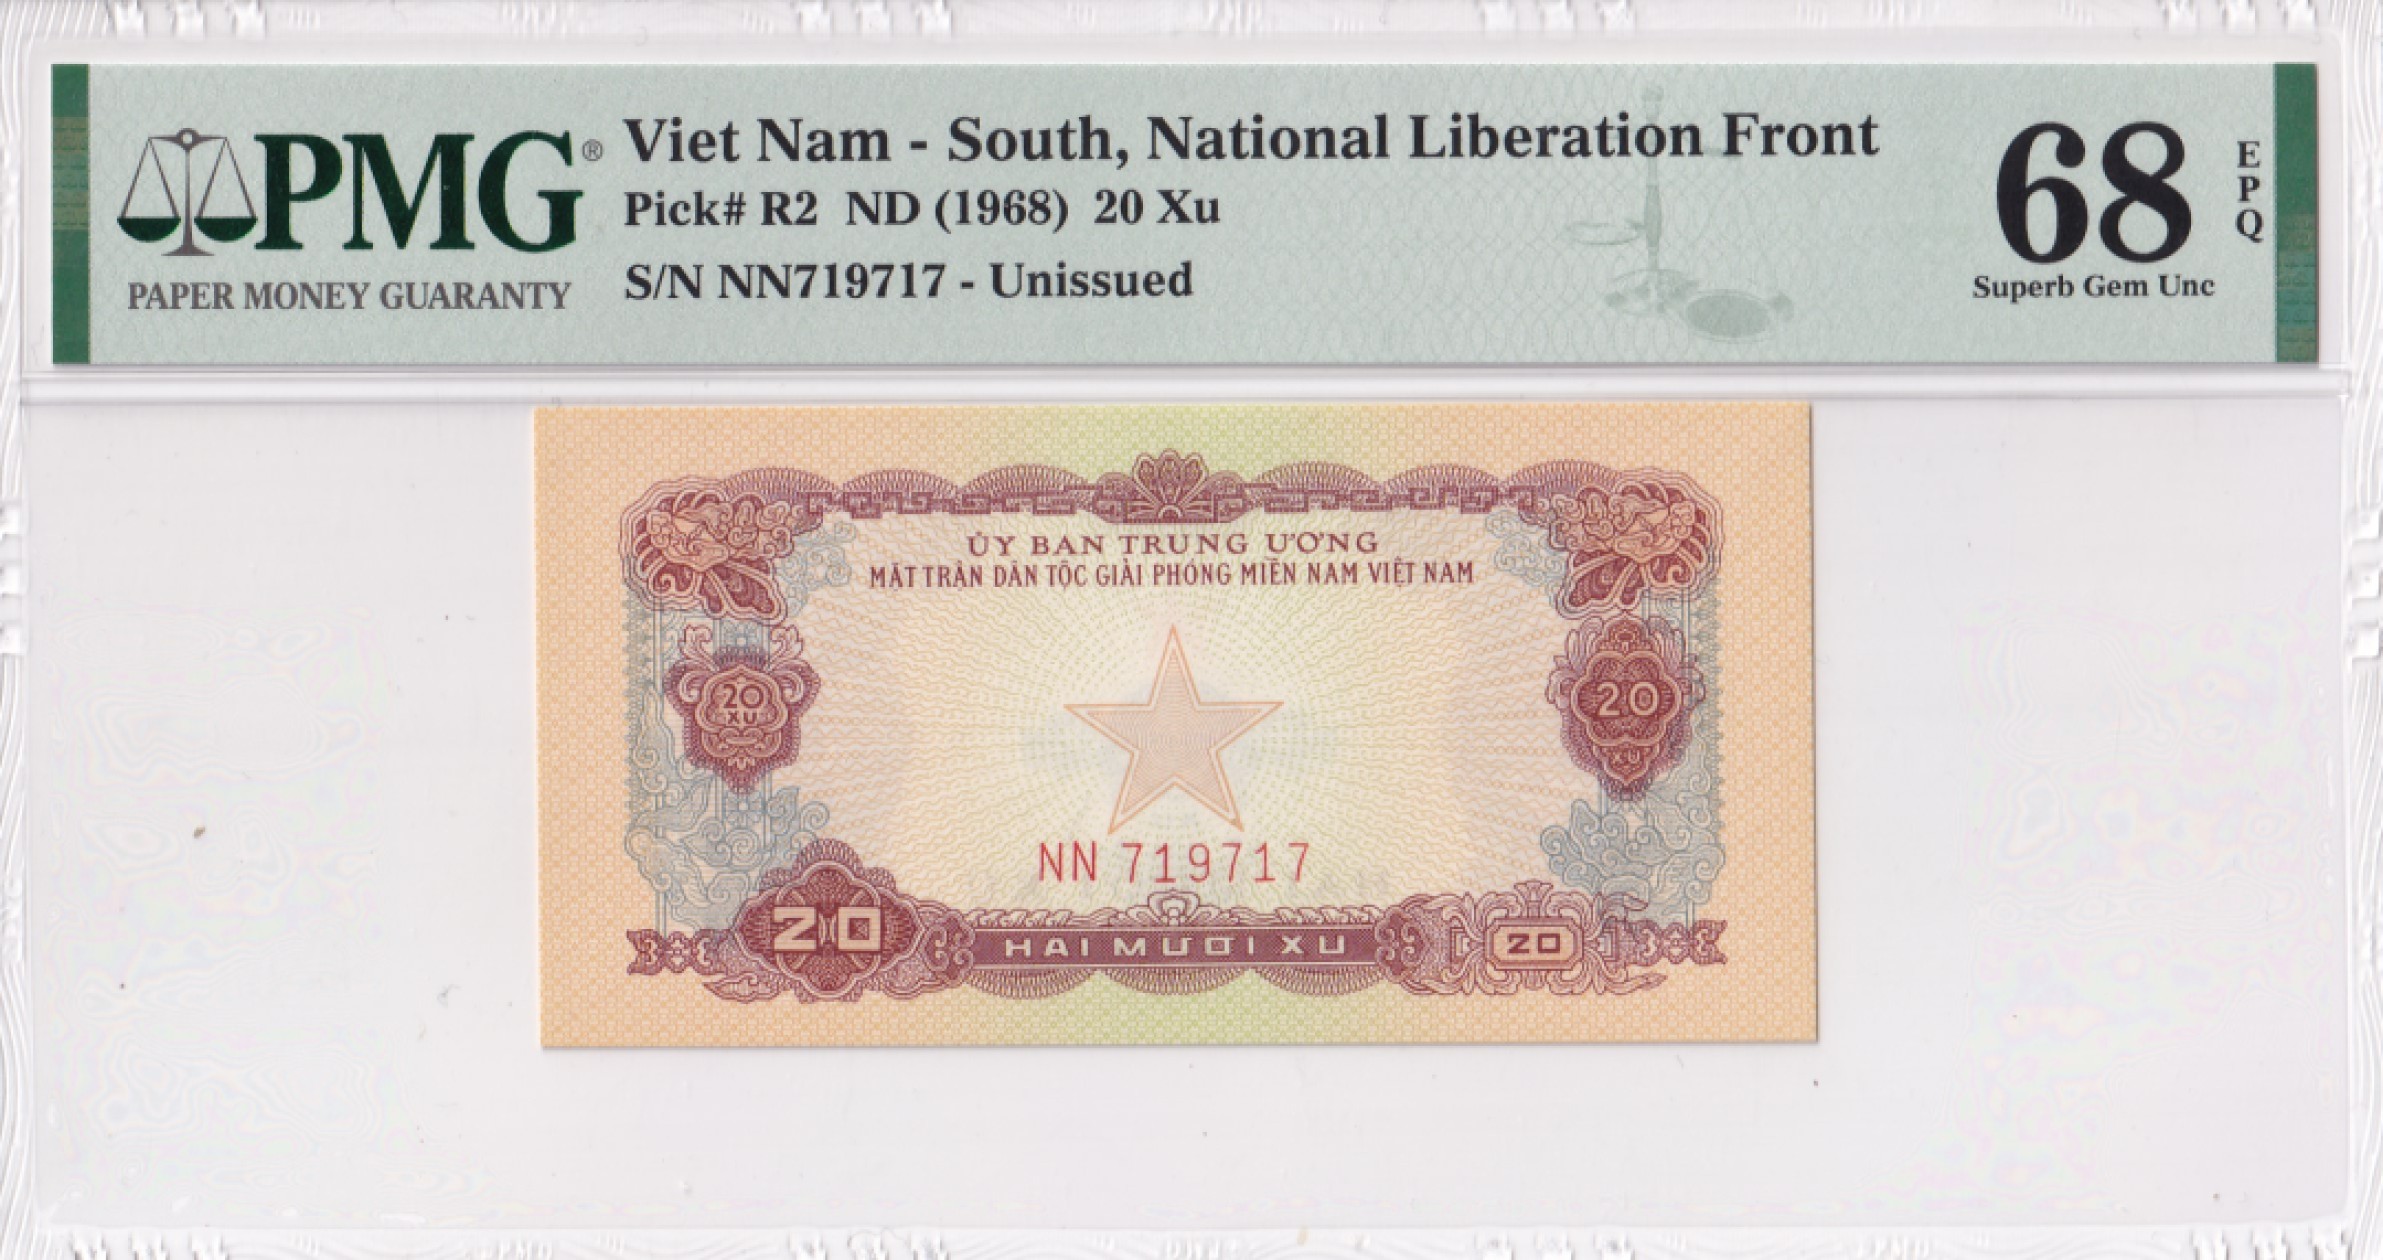 PMG®
PAPER MONEY GUARANTY
Viet Nam - South, National Liberation Front
Pick# R2 ND (1968) 20 Xu
S/N NN719717 - Unissued
68
EPQ
Superb Gem Unc
ỦY BAN TRUNG ƯƠNG
MẶT TRẬN DÂN TỘC GIẢI PHÓNG MIỀN NAM VIỆT NAM
20
XU
20
XU
NN 719717
20
HAI MƯƠI XU
20